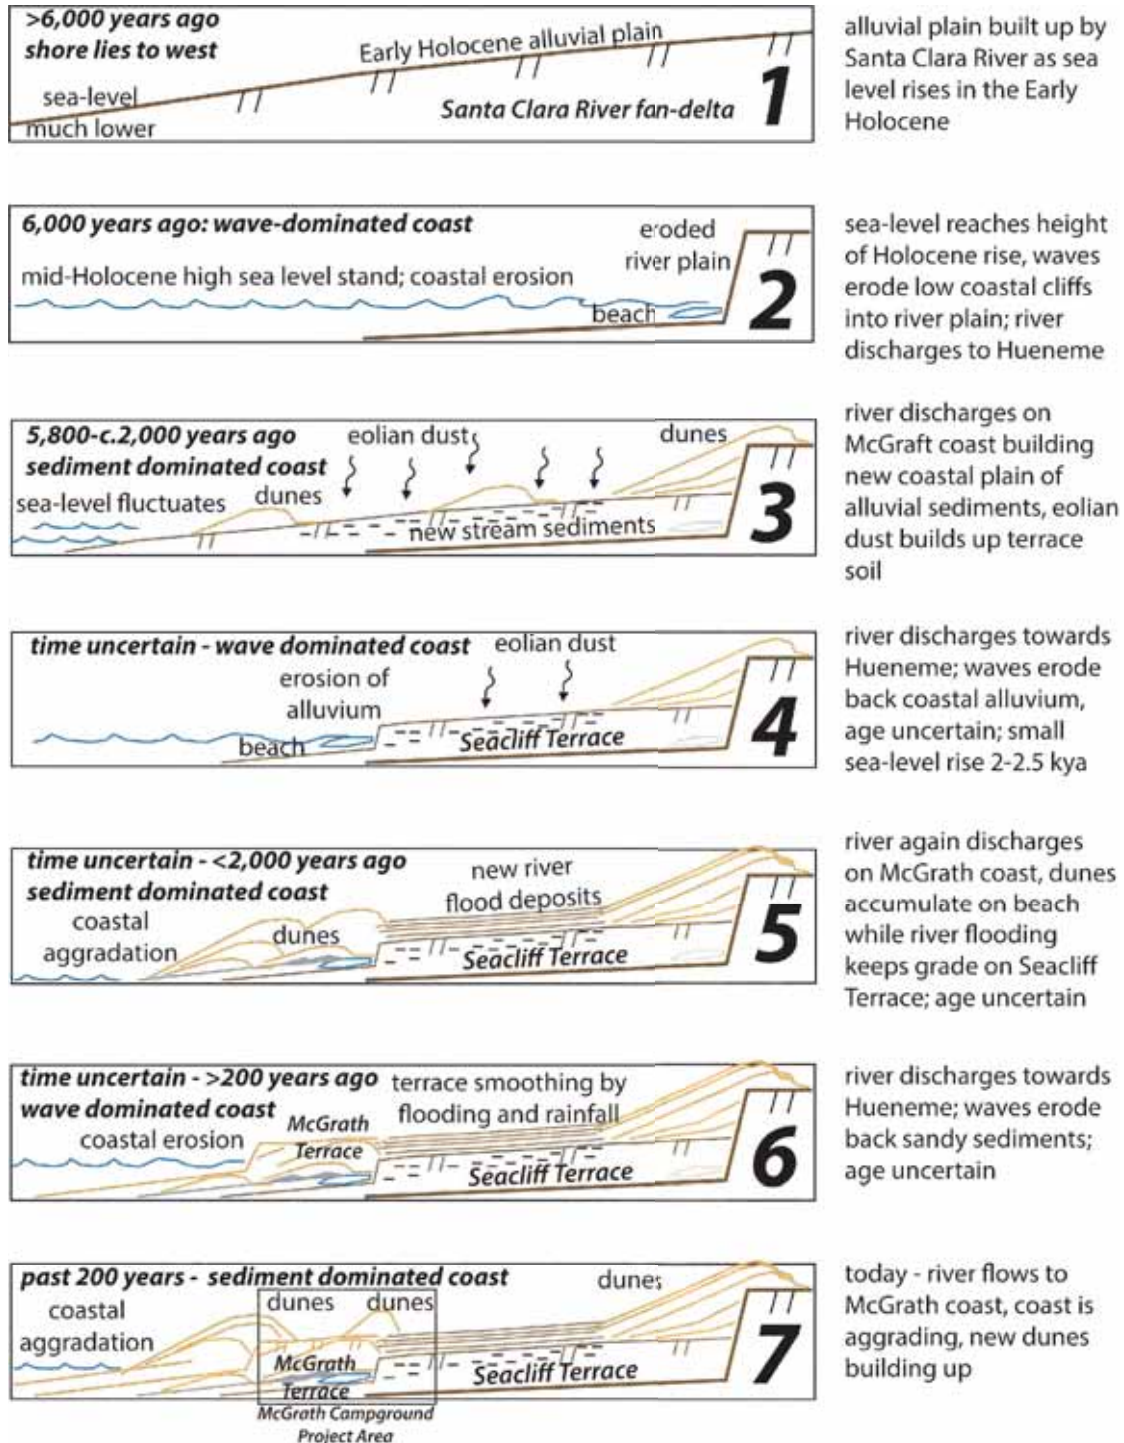 >6,000 years ago
shore lies to west
Early Holocene alluvial plain
sea-level
much lower
Santa Clara River fan-delta
1
alluvial plain built up by
Santa Clara River as sea
level rises in the Early
Holocene
6,000 years ago: wave-dominated coast
eroded
river plain
mid-Holocene high sea level stand; coastal erosion
beach
2
sea-level reaches height
of Holocene rise, waves
erode low coastal cliffs
into river plain; river
discharges to Hueneme
5,800-c.2,000 years ago
sediment dominated coast
eolian dust
dunes
sea-level fluctuates
dunes
new stream sediments
3
river discharges on
McGraft coast building
new coastal plain of
alluvial sediments, eolian
dust builds up terrace
soil
time uncertain - wave dominated coast
eolian dust
erosion of
alluvium
beach
Seacliff Terrace
4
river discharges towards
Hueneme; waves erode
back coastal alluvium,
age uncertain; small
sea-level rise 2-2.5 kya
time uncertain - <2,000 years ago
sediment dominated coast
new river
flood deposits
coastal
aggradation
dunes
Seacliff Terrace
5
river again discharges
on McGrath coast, dunes
accumulate on beach
while river flooding
keeps grade on Seacliff
Terrace; age uncertain
time uncertain - >200 years ago
wave dominated coast
terrace smoothing by
flooding and rainfall
coastal erosion
McGrath
Terrace
Seacliff Terrace
6
river discharges towards
Hueneme; waves erode
back sandy sediments;
age uncertain
past 200 years - sediment dominated coast
dunes
coastal
aggradation
dunes
dunes
McGrath
Terrace
Seacliff Terrace
7
McGrath Campground
Project Area
today - river flows to
McGrath coast, coast is
aggrading, new dunes
building up